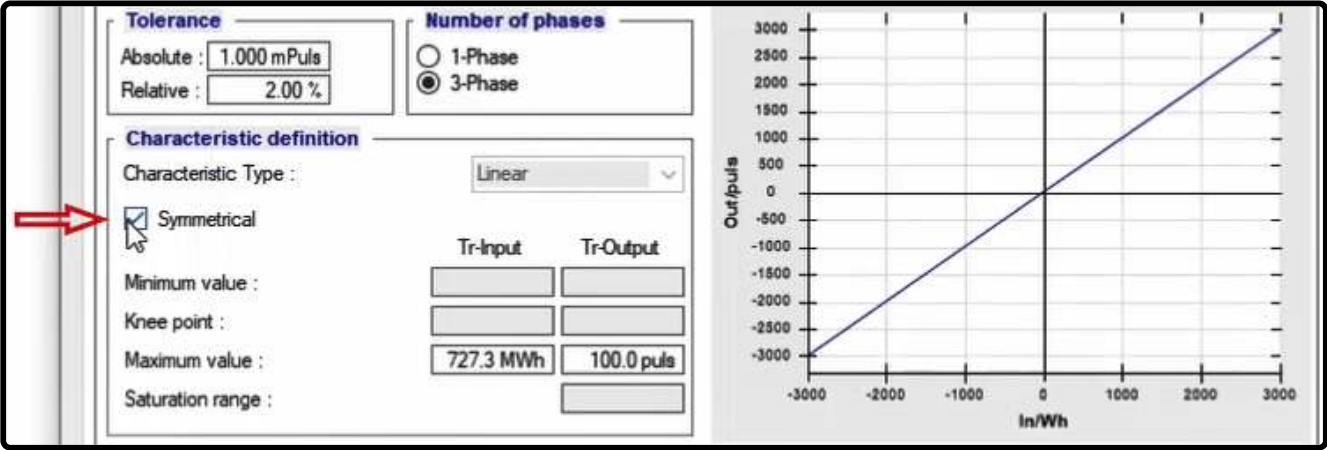 Tolerance
Absolute : 1.000 mPuls
Relative : 2.00 %
Number of phases
1-Phase
3-Phase
Characteristic definition
Characteristic Type : Linear
Symmetrical
Tr-Input Tr-Output
Minimum value :
Knee point :
Maximum value : 727.3 MWh 100.0 puls
Saturation range :
Out/puls
3000
2500
2000
1500
1000
500
0
-500
-1000
-1500
-2000
-2500
-3000
-3000 -2000 -1000 0 1000 2000 3000
In/Wh